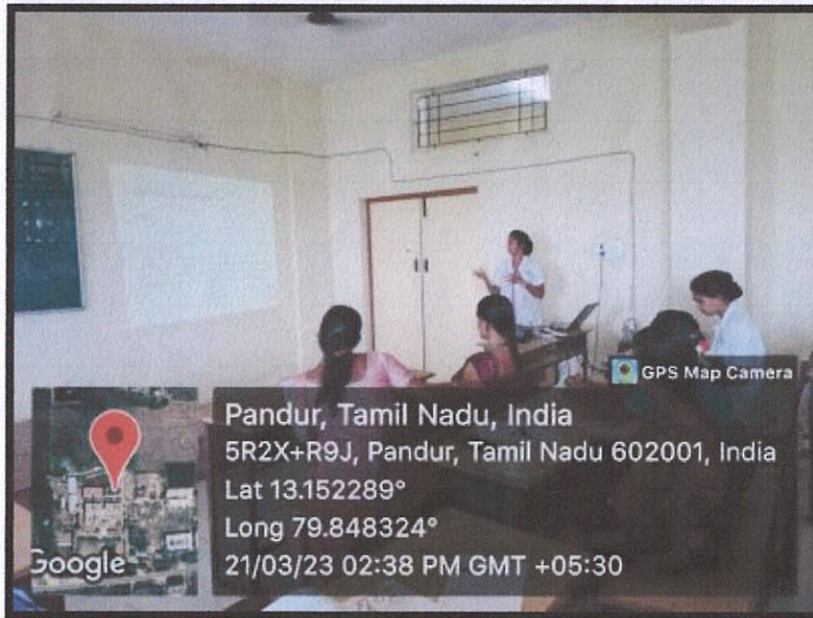 GPS Map Camera
Pandur, Tamil Nadu, India
5R2X+R9J, Pandur, Tamil Nadu 602001, India
Lat 13.152289°
Long 79.848324°
21/03/23 02:38 PM GMT +05:30
Google